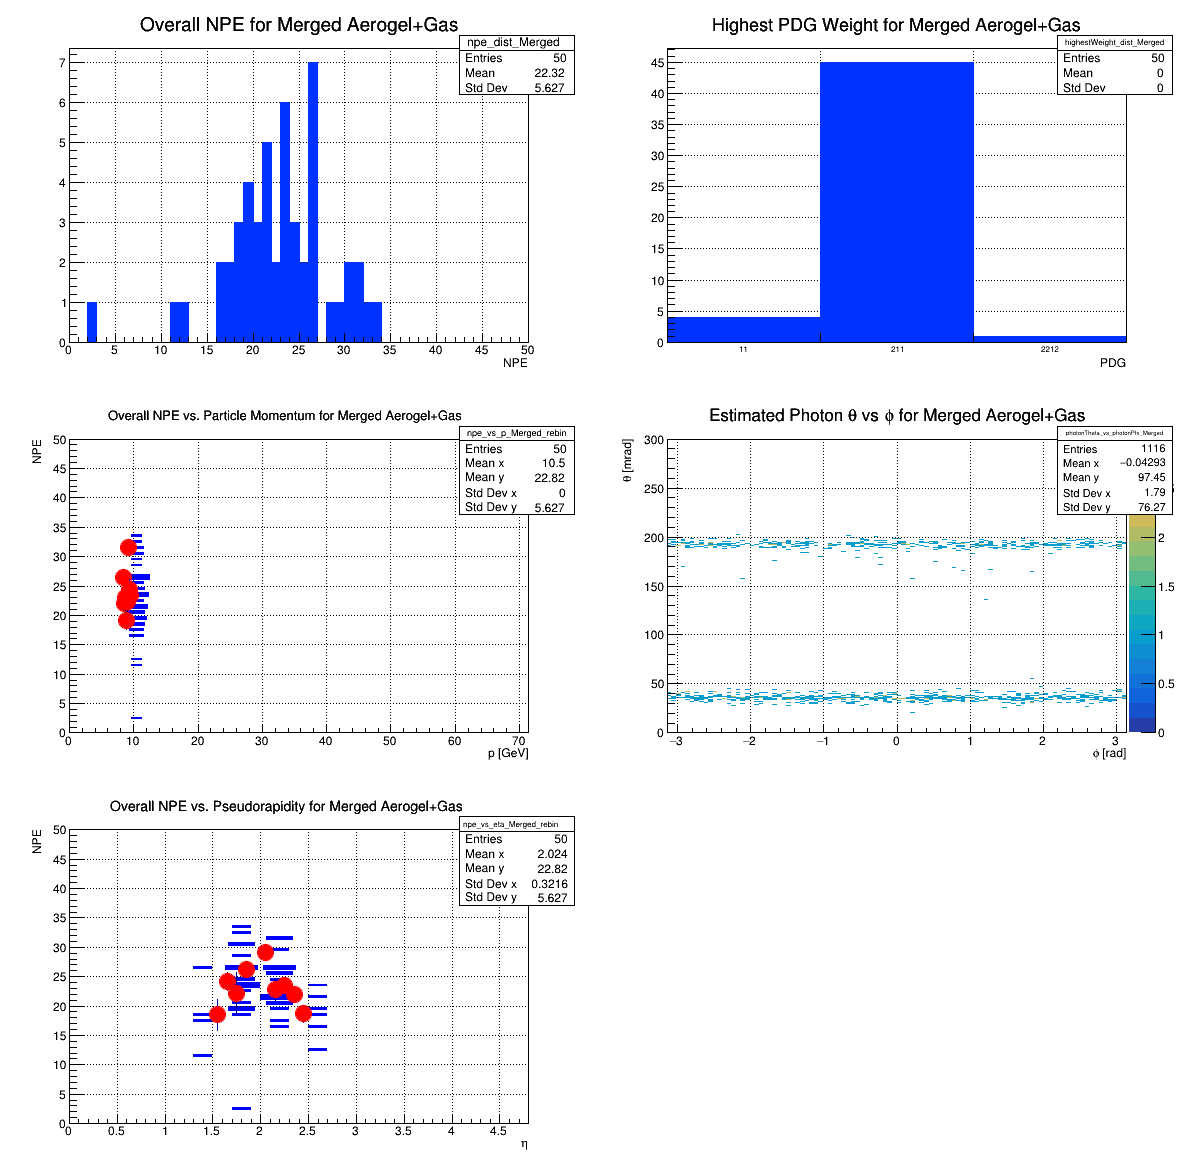 Overall NPE for Merged Aerogel+Gas
npe_dist_Merged
Entries 50
Mean 22.32
Std Dev 5.627
7
6
5
4
3
2
1
0
0 5 10 15 20 25 30 35 40 45 50
NPE
Highest PDG Weight for Merged Aerogel+Gas
highestWeight_dist_Merged
Entries 50
Mean 0
Std Dev 0
45
40
35
30
25
20
15
10
5
0
11 211 2212
PDG
Overall NPE vs. Particle Momentum for Merged Aerogel+Gas
npe_vs_p_Merged_rebin
Entries 50
Mean x 10.5
Mean y 22.82
Std Dev x 0
Std Dev y 5.627
NPE
50
45
40
35
30
25
20
15
10
5
0
0 10 20 30 40 50 60 70
p [GeV]
Estimated Photon θ vs ϕ for Merged Aerogel+Gas
photonTheta_vs_photonPhi_Merged
Entries 1116
Mean x −0.04293
Mean y 97.45
Std Dev x 1.79
Std Dev y 76.27
θ [mrad]
300
250
200
150
100
50
0
−3 −2 −1 0 1 2 3
ϕ [rad]
2
1.5
1
0.5
0
Overall NPE vs. Pseudorapidity for Merged Aerogel+Gas
npe_vs_eta_Merged_rebin
Entries 50
Mean x 2.024
Mean y 22.82
Std Dev x 0.3216
Std Dev y 5.627
NPE
50
45
40
35
30
25
20
15
10
5
0
0 0.5 1 1.5 2 2.5 3 3.5 4 4.5
η